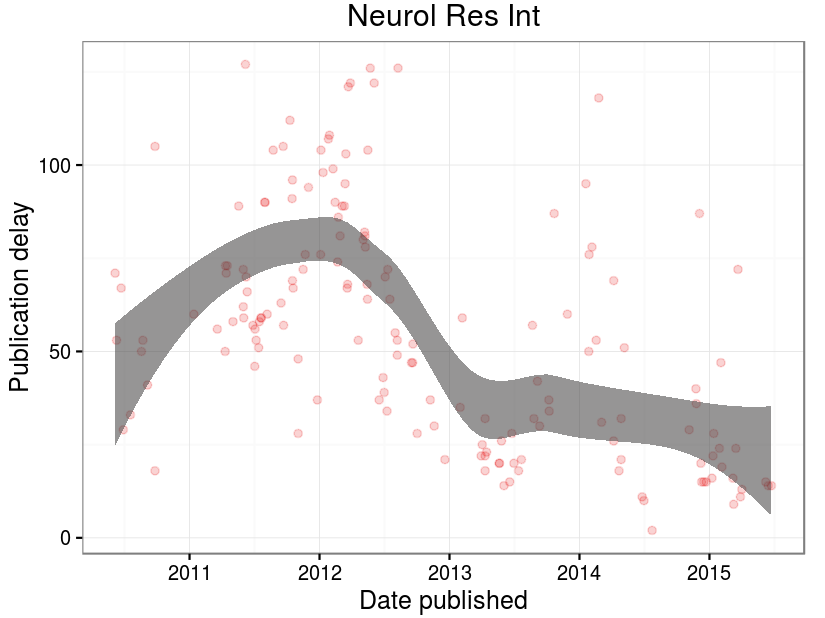 Neurol Res Int
Publication delay
100
50
0
2011 2012 2013 2014 2015
Date published